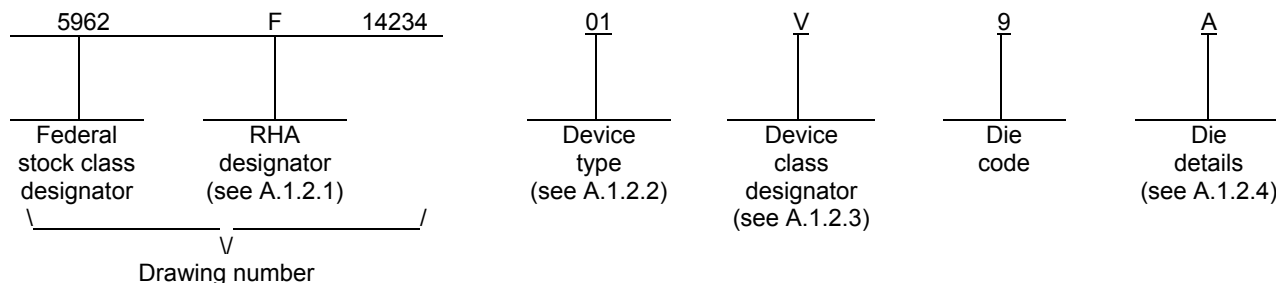 5962 F 14234 01 V 9 A
Federal stock class designator
RHA designator (see A.1.2.1)
Device type (see A.1.2.2)
Device class designator (see A.1.2.3)
Die code
Die details (see A.1.2.4)
\ /
\/
Drawing number